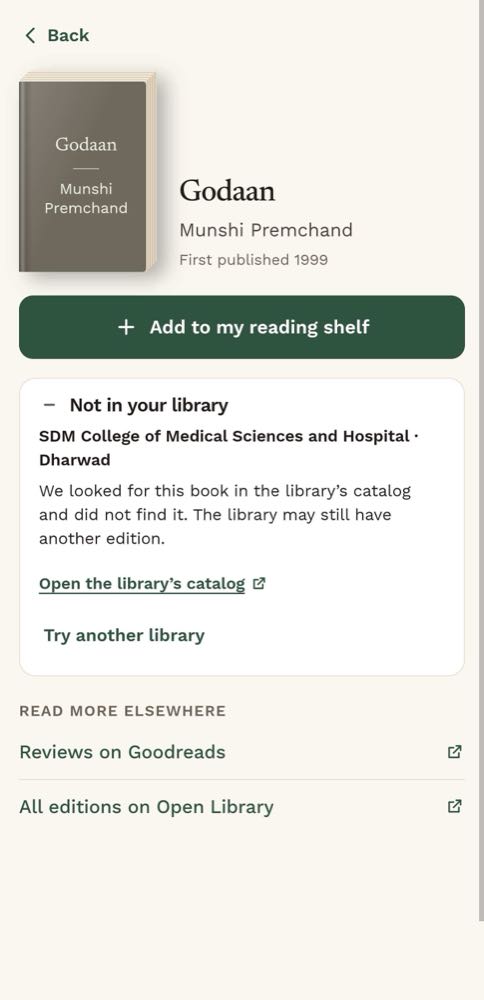 Back
Godaan
Munshi
Premchand
Godaan
Munshi Premchand
First published 1999
Add to my reading shelf
Not in your library
SDM College of Medical Sciences and Hospital ·
Dharwad
We looked for this book in the library’s catalog
and did not find it. The library may still have
another edition.
Open the library’s catalog
Try another library
READ MORE ELSEWHERE
Reviews on Goodreads
All editions on Open Library